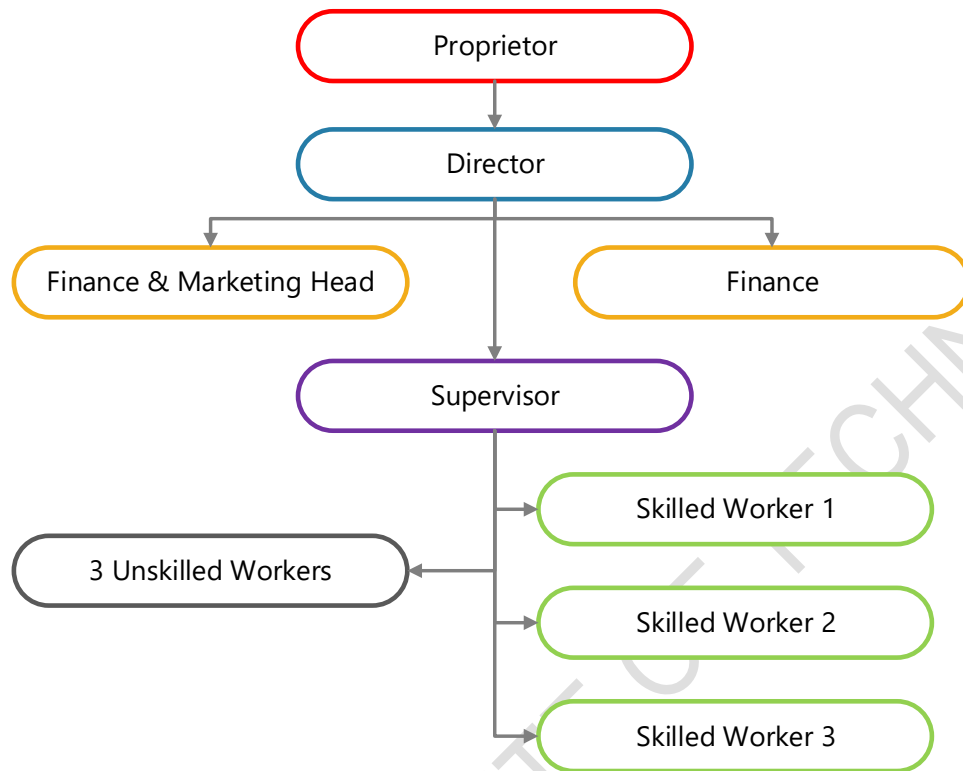 Proprietor
Director
Finance & Marketing Head
Finance
Supervisor
Skilled Worker 1
3 Unskilled Workers
Skilled Worker 2
Skilled Worker 3